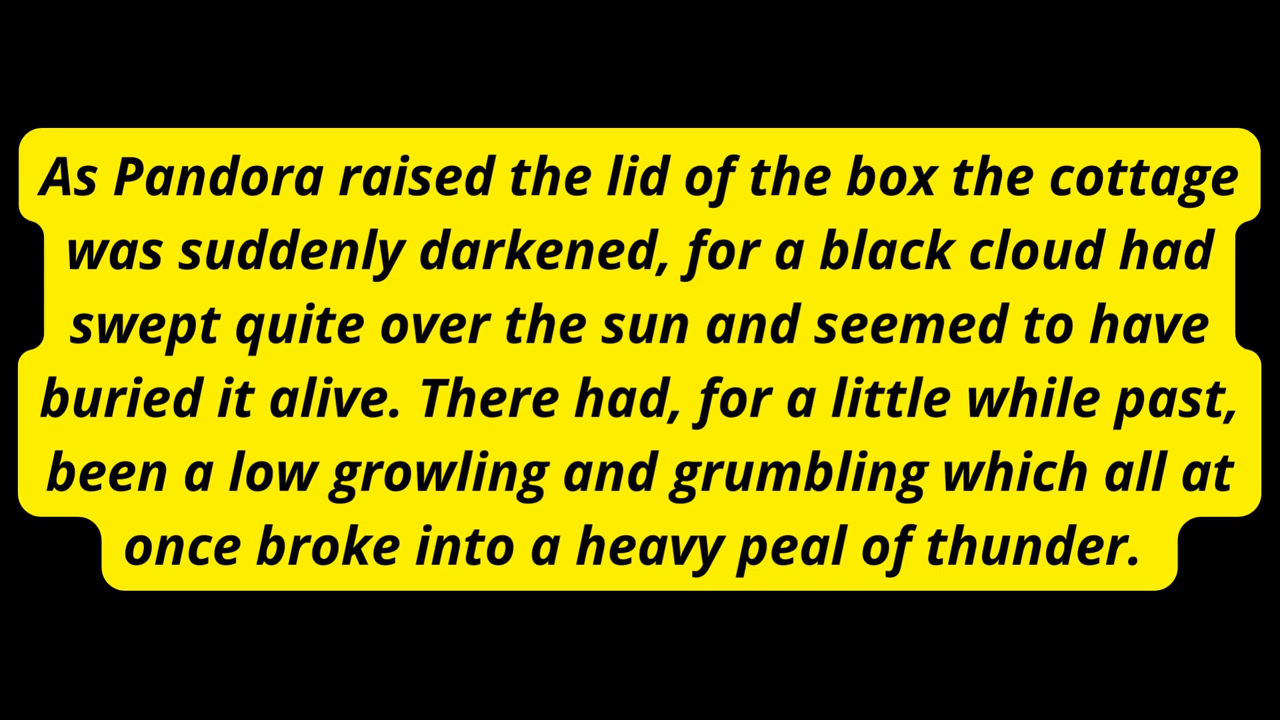 As Pandora raised the lid of the box the cottage
was suddenly darkened, for a black cloud had
swept quite over the sun and seemed to have
buried it alive. There had, for a little while past,
been a low growling and grumbling which all at
once broke into a heavy peal of thunder.